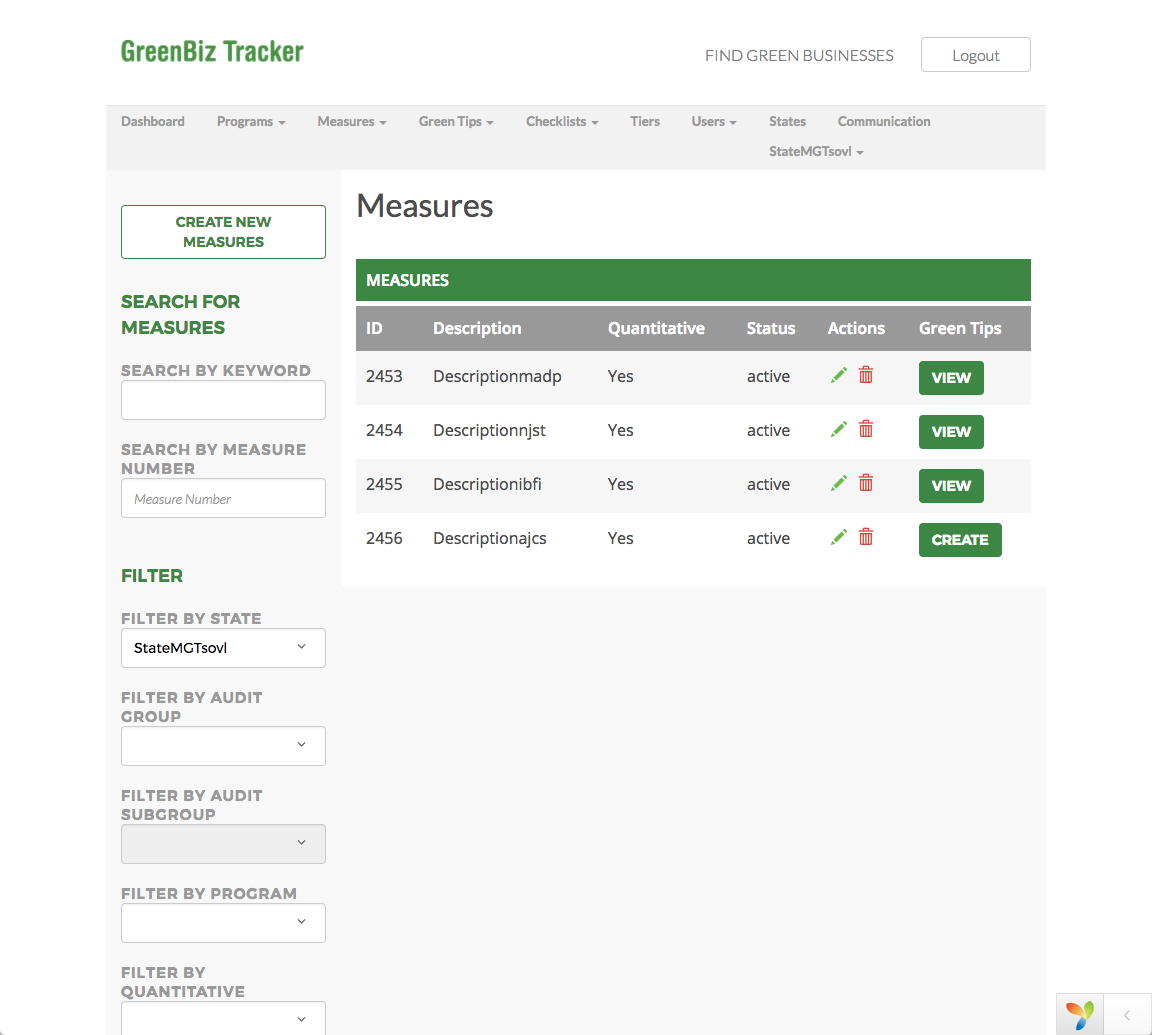 GreenBiz Tracker
FIND GREEN BUSINESSES Logout
Dashboard Programs Measures Green Tips Checklists Tiers Users States Communication
StateMGTsovl
CREATE NEW
MEASURES
SEARCH FOR
MEASURES
SEARCH BY KEYWORD
SEARCH BY MEASURE
NUMBER
Measure Number
FILTER
FILTER BY STATE
StateMGTsovl
FILTER BY AUDIT
GROUP
FILTER BY AUDIT
SUBGROUP
FILTER BY PROGRAM
FILTER BY
QUANTITATIVE
Measures
MEASURES
ID Description Quantitative Status Actions Green Tips
2453 Descriptionmadp Yes active VIEW
2454 Descriptionnjst Yes active VIEW
2455 Descriptionibfi Yes active VIEW
2456 Descriptionajcs Yes active CREATE